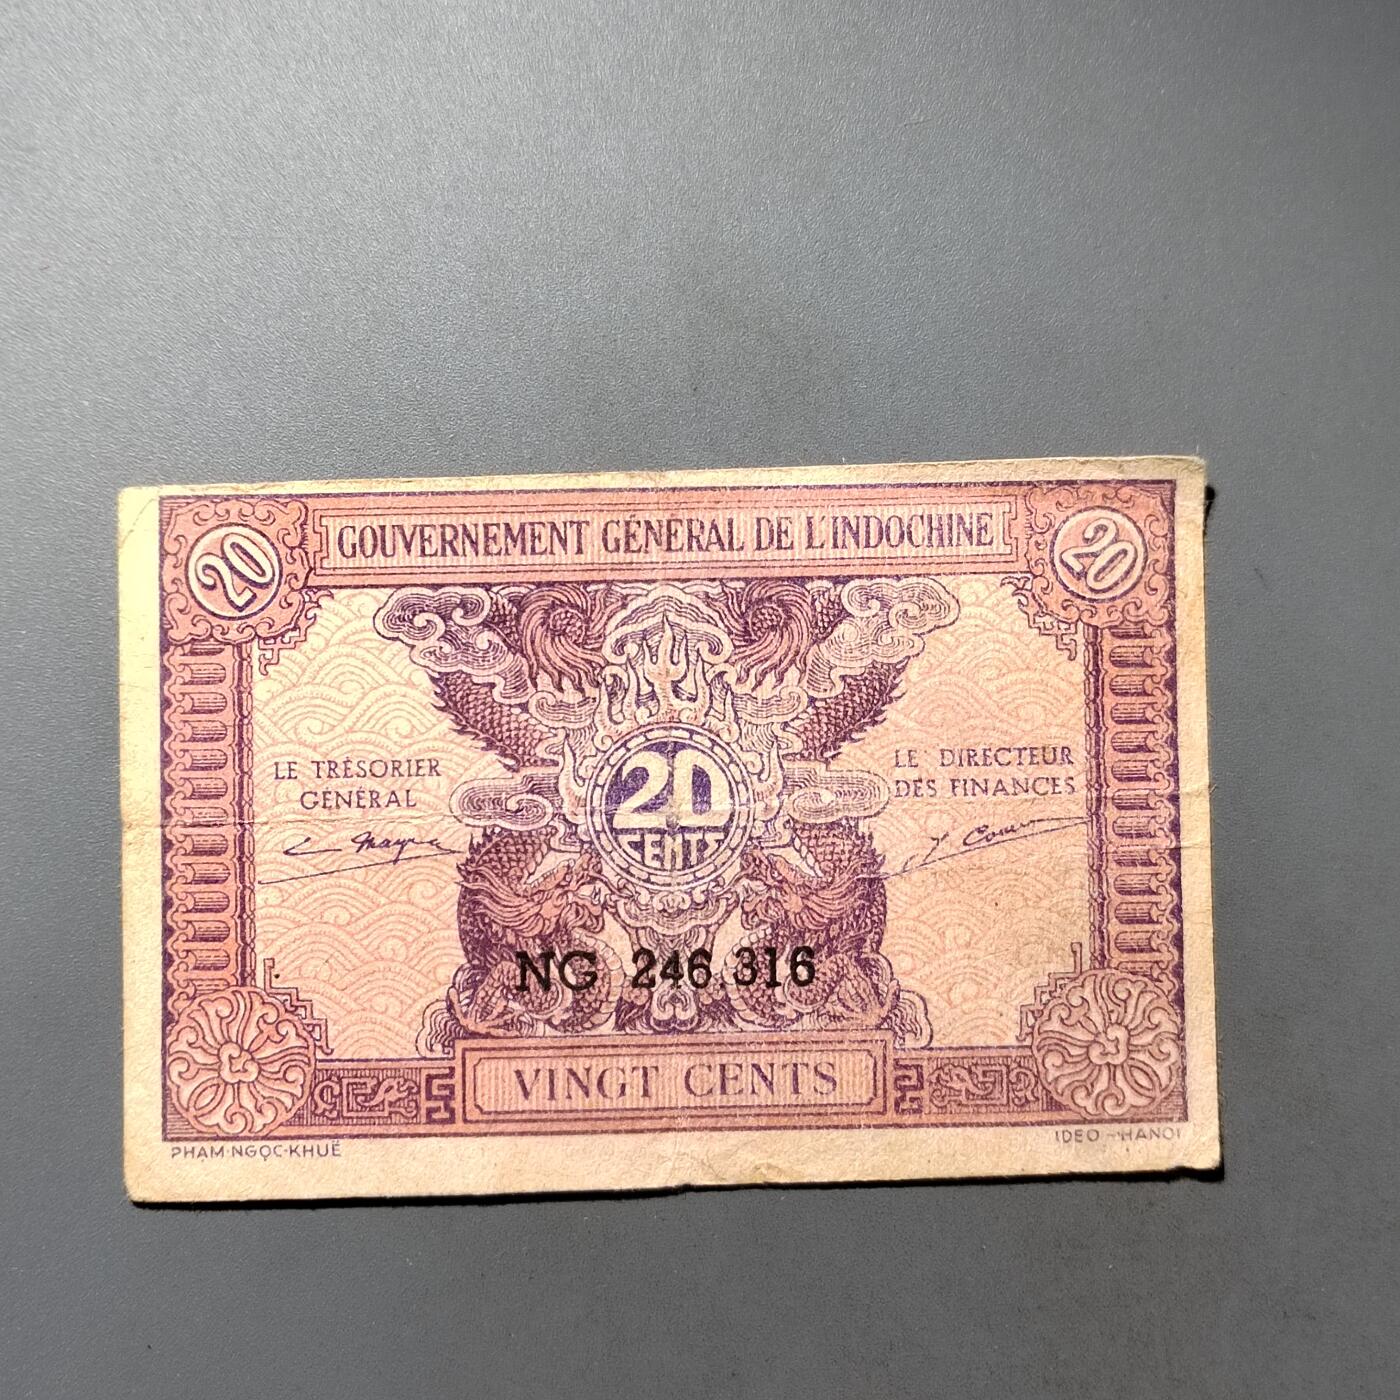 GOUVERNEMENT GÉNÉRAL DE L'INDOCHINE
20
20
LE TRÉSORIER
GÉNÉRAL
LE DIRECTEUR
DES FINANCES
20
CENTS
NG 246.316
VINGT CENTS
PHAM-NGỌC-KHUÊ
IDEO-HANOI